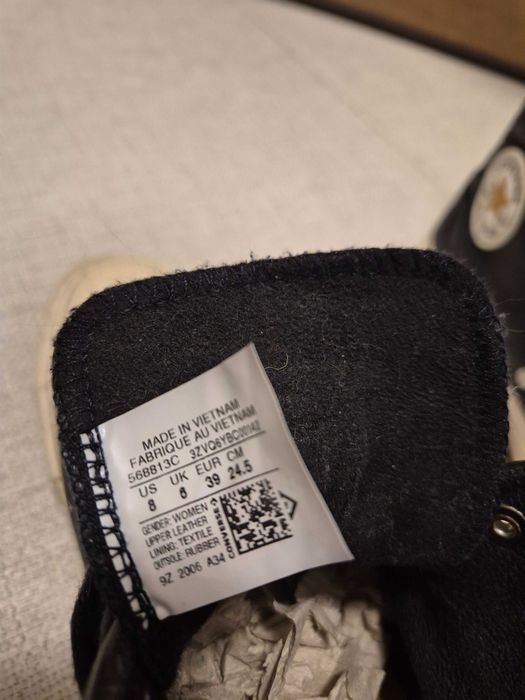 MADE IN VIETNAM
FABRIQUE AU VIETNAM
568813C 3ZVQ8YBC00142
US UK EUR CM
8 6 39 24.5
GENDER: WOMEN
UPPER: LEATHER
LINING: TEXTILE
OUTSOLE: RUBBER
9Z 2006 A34
CONVERSE